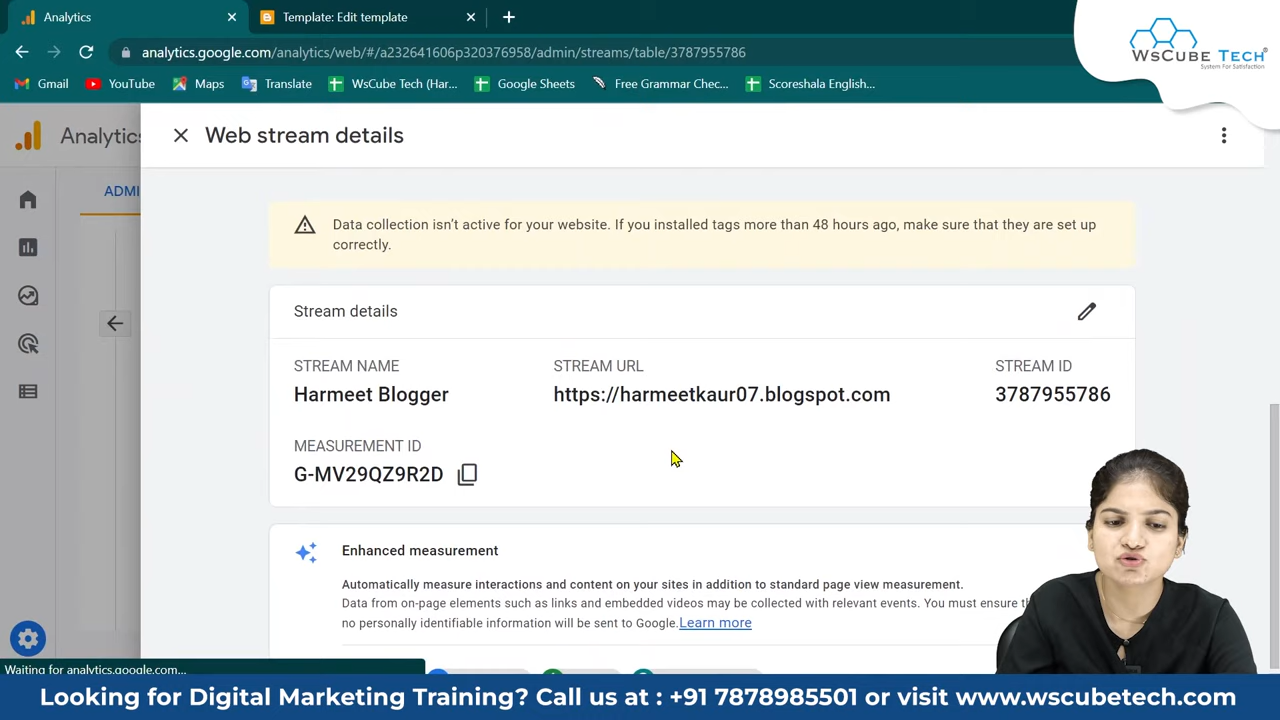 Analytics
Template: Edit template
WsCube Tech
System For Satisfaction
analytics.google.com/analytics/web/#/a232641606p320376958/admin/streams/table/3787955786
Gmail
YouTube
Maps
Translate
WsCube Tech (Har...
Google Sheets
Free Grammar Chec...
Scoreshala English...
Analytics
Web stream details
ADMI
Data collection isn't active for your website. If you installed tags more than 48 hours ago, make sure that they are set up
correctly.
Stream details
STREAM NAME
STREAM URL
STREAM ID
Harmeet Blogger
https://harmeetkaur07.blogspot.com
3787955786
MEASUREMENT ID
G-MV29QZ9R2D
Enhanced measurement
Automatically measure interactions and content on your sites in addition to standard page view measurement.
Data from on-page elements such as links and embedded videos may be collected with relevant events. You must ensure
no personally identifiable information will be sent to Google. Learn more
Waiting for analytics.google.com...
Looking for Digital Marketing Training? Call us at : +91 7878985501 or visit www.wscubetech.com